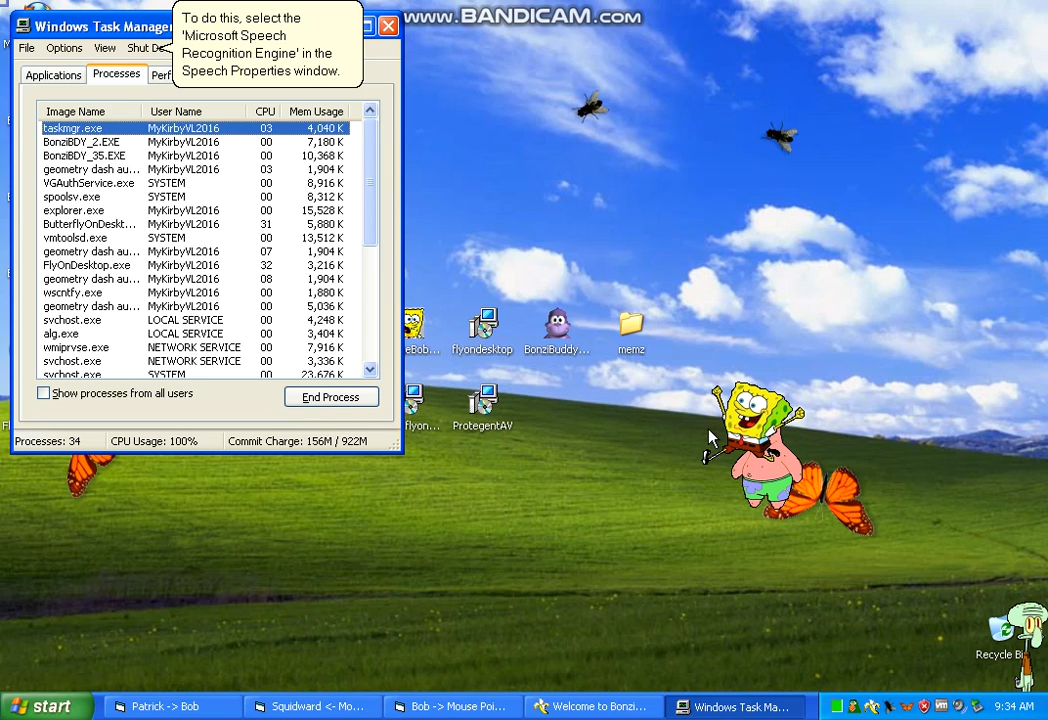 Windows Task Manager
www.BANDICAM.com
To do this, select the
'Microsoft Speech
Recognition Engine' in the
Speech Properties window.
File Options View Shut
Applications Processes
Image Name User Name CPU Mem Usage
taskmgr.exe MyKirbyVL2016 03 4,040 K
BonziBDY_2.EXE MyKirbyVL2016 00 7,180 K
BonziBDY_35.EXE MyKirbyVL2016 00 10,368 K
geometry dash au... MyKirbyVL2016 03 1,904 K
VGAuthService.exe SYSTEM 00 8,916 K
spoolsv.exe SYSTEM 00 8,312 K
explorer.exe MyKirbyVL2016 00 15,528 K
ButterflyOnDeskt... MyKirbyVL2016 31 5,880 K
vmtoolsd.exe SYSTEM 00 13,512 K
geometry dash au... MyKirbyVL2016 07 1,904 K
FlyOnDesktop.exe MyKirbyVL2016 32 3,216 K
geometry dash au... MyKirbyVL2016 08 1,904 K
wscntfy.exe MyKirbyVL2016 00 1,880 K
geometry dash au... MyKirbyVL2016 00 5,036 K
svchost.exe LOCAL SERVICE 00 4,248 K
alg.exe LOCAL SERVICE 00 3,404 K
wmiprvse.exe NETWORK SERVICE 00 7,916 K
svchost.exe NETWORK SERVICE 00 3,336 K
svchost.exe SYSTEM 00 23,676 K
Show processes from all users
End Process
Processes: 34 CPU Usage: 100% Commit Charge: 156M / 922M
eBob... flyondesktop BonziBuddy... memz
flyon... ProtegentAV
Recycle Bi
start Patrick -> Bob Squidward <- Mo... Bob -> Mouse Poi... Welcome to Bonzi... Windows Task Ma... 9:34 AM